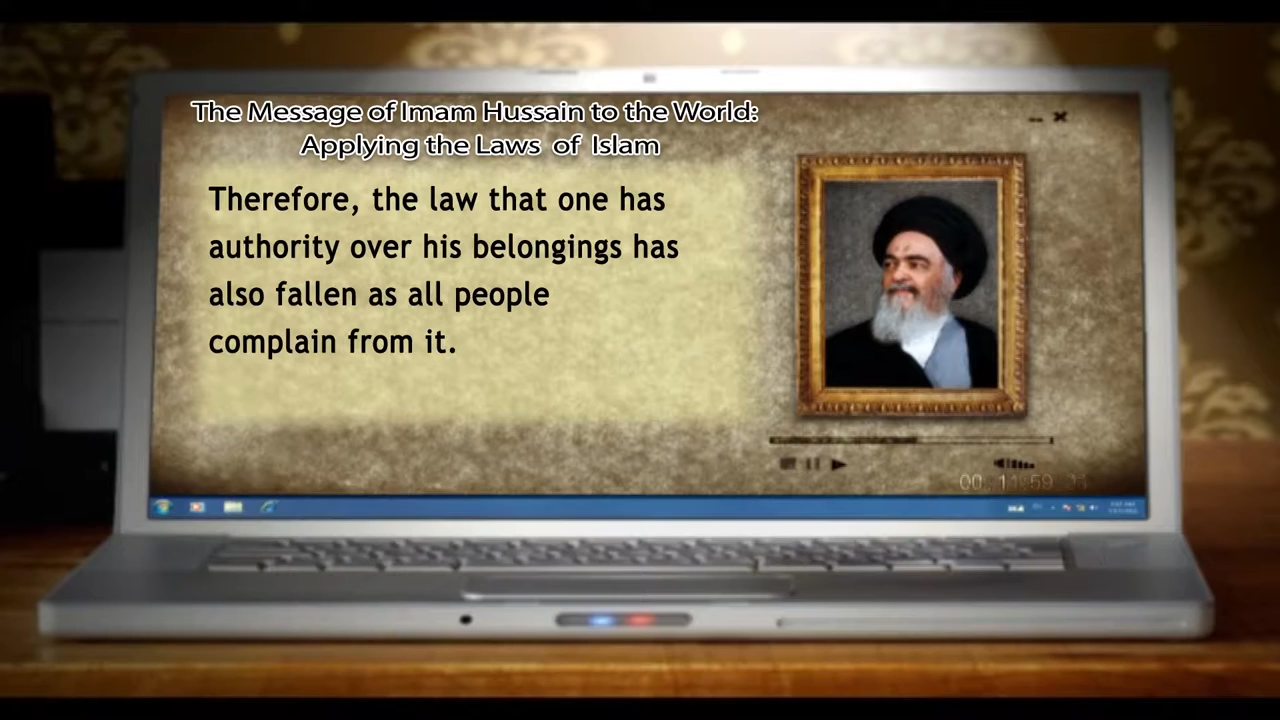 The Message of Imam Hussain to the World:
Applying the Laws of Islam
Therefore, the law that one has
authority over his belongings has
also fallen as all people
complain from it.